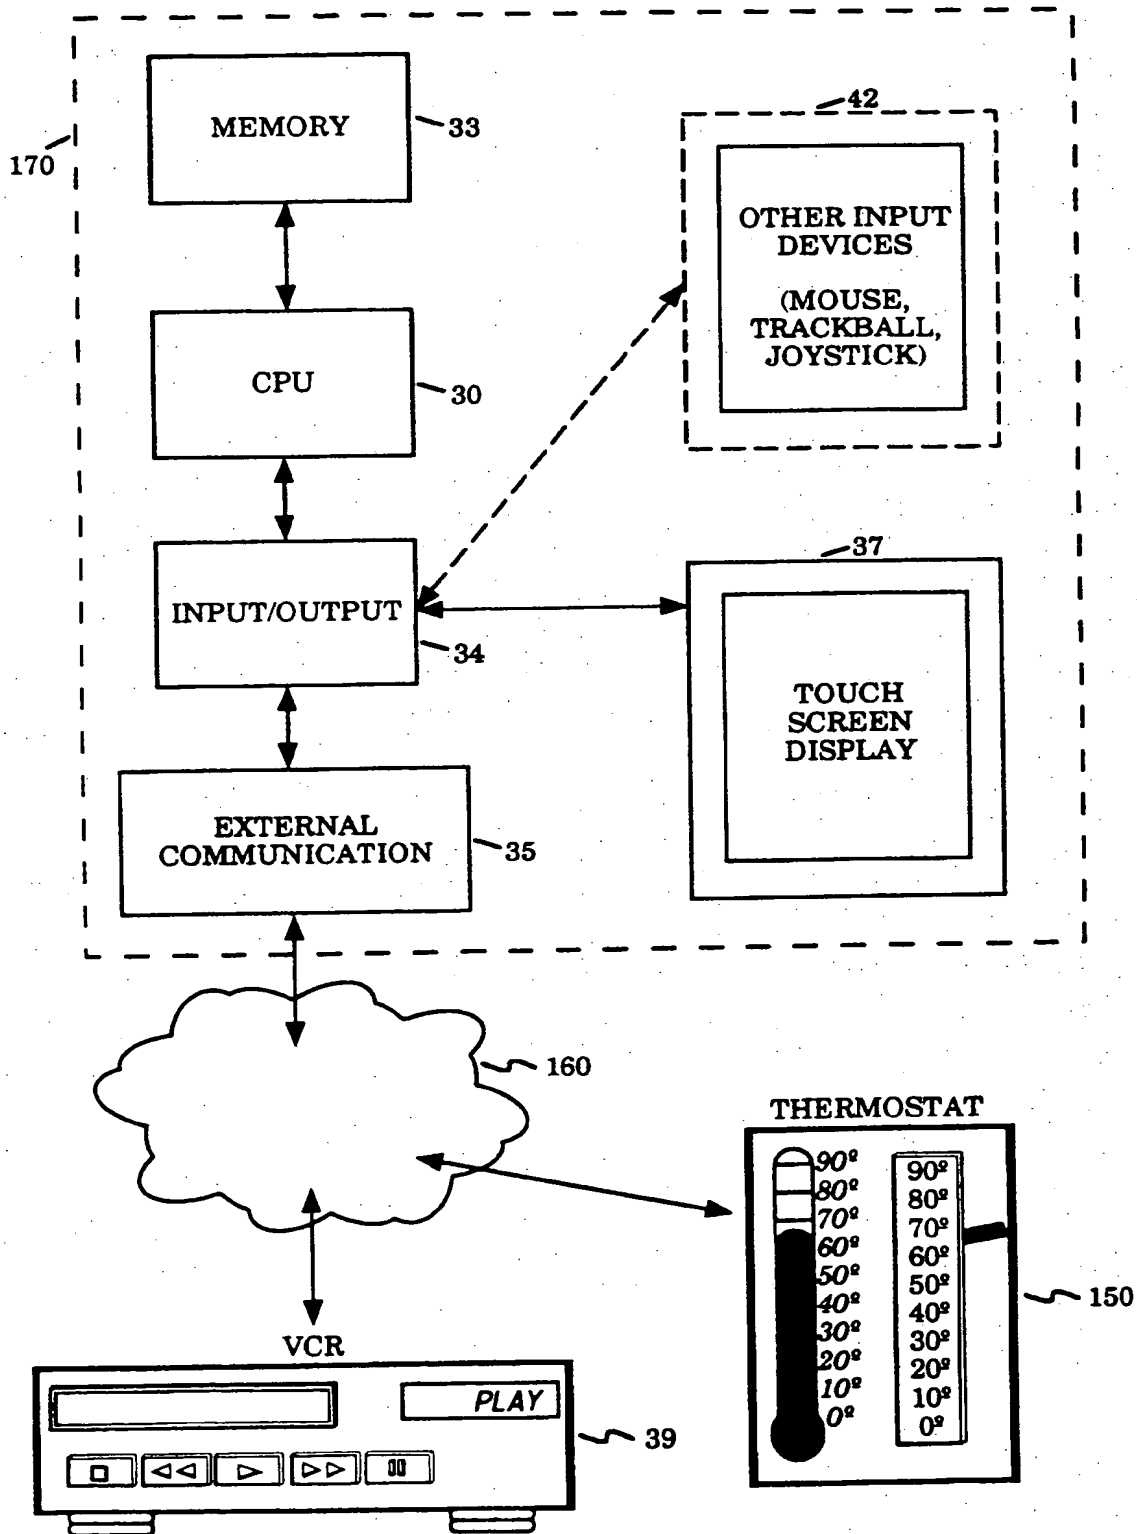 170
MEMORY
33
42
OTHER INPUT
DEVICES
(MOUSE,
TRACKBALL,
JOYSTICK)
CPU
30
INPUT/OUTPUT
34
37
TOUCH
SCREEN
DISPLAY
EXTERNAL
COMMUNICATION
35
160
THERMOSTAT
90º
80º
70º
60º
50º
40º
30º
20º
10º
0º
90º
80º
70º
60º
50º
40º
30º
20º
10º
0º
150
VCR
PLAY
39